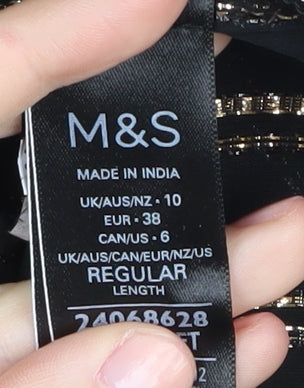 M&S
MADE IN INDIA
UK/AUS/NZ • 10
EUR • 38
CAN/US • 6
UK/AUS/CAN/EUR/NZ/US
REGULAR
LENGTH
24068628